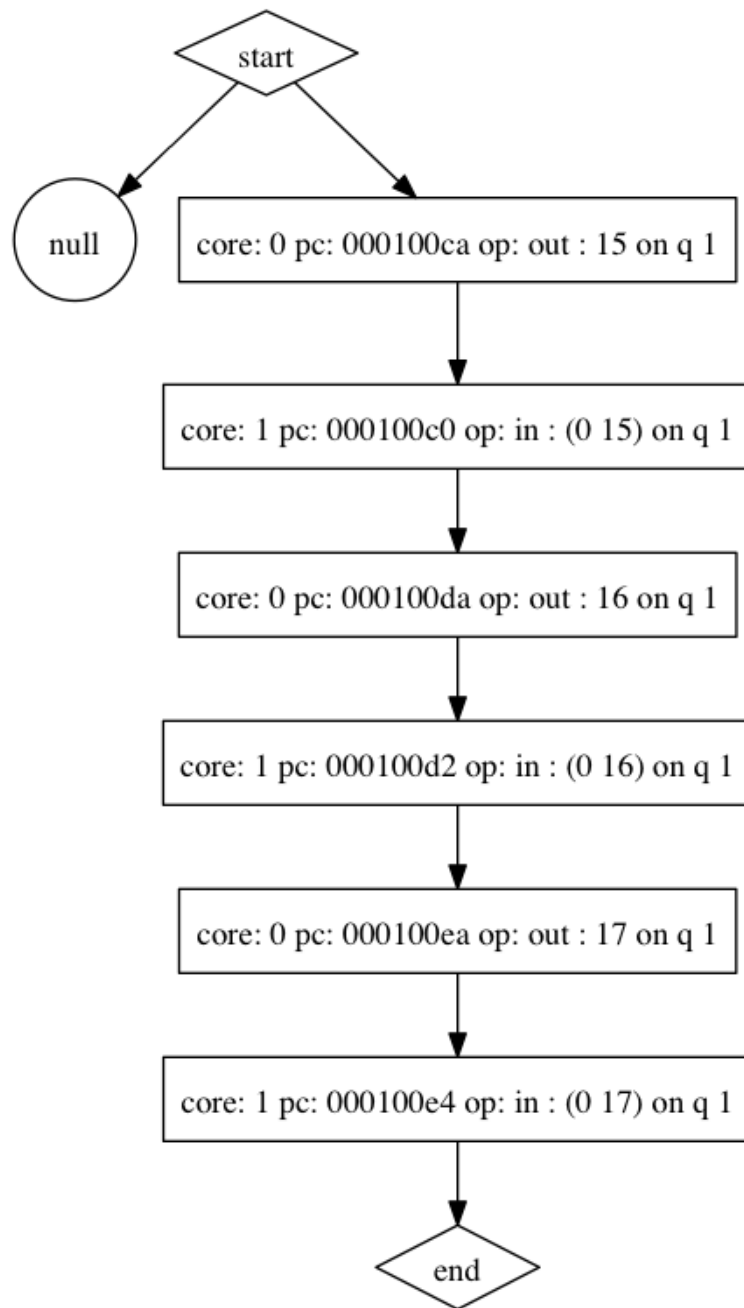 start
null
core: 0 pc: 000100ca op: out : 15 on q 1
core: 1 pc: 000100c0 op: in : (0 15) on q 1
core: 0 pc: 000100da op: out : 16 on q 1
core: 1 pc: 000100d2 op: in : (0 16) on q 1
core: 0 pc: 000100ea op: out : 17 on q 1
core: 1 pc: 000100e4 op: in : (0 17) on q 1
end